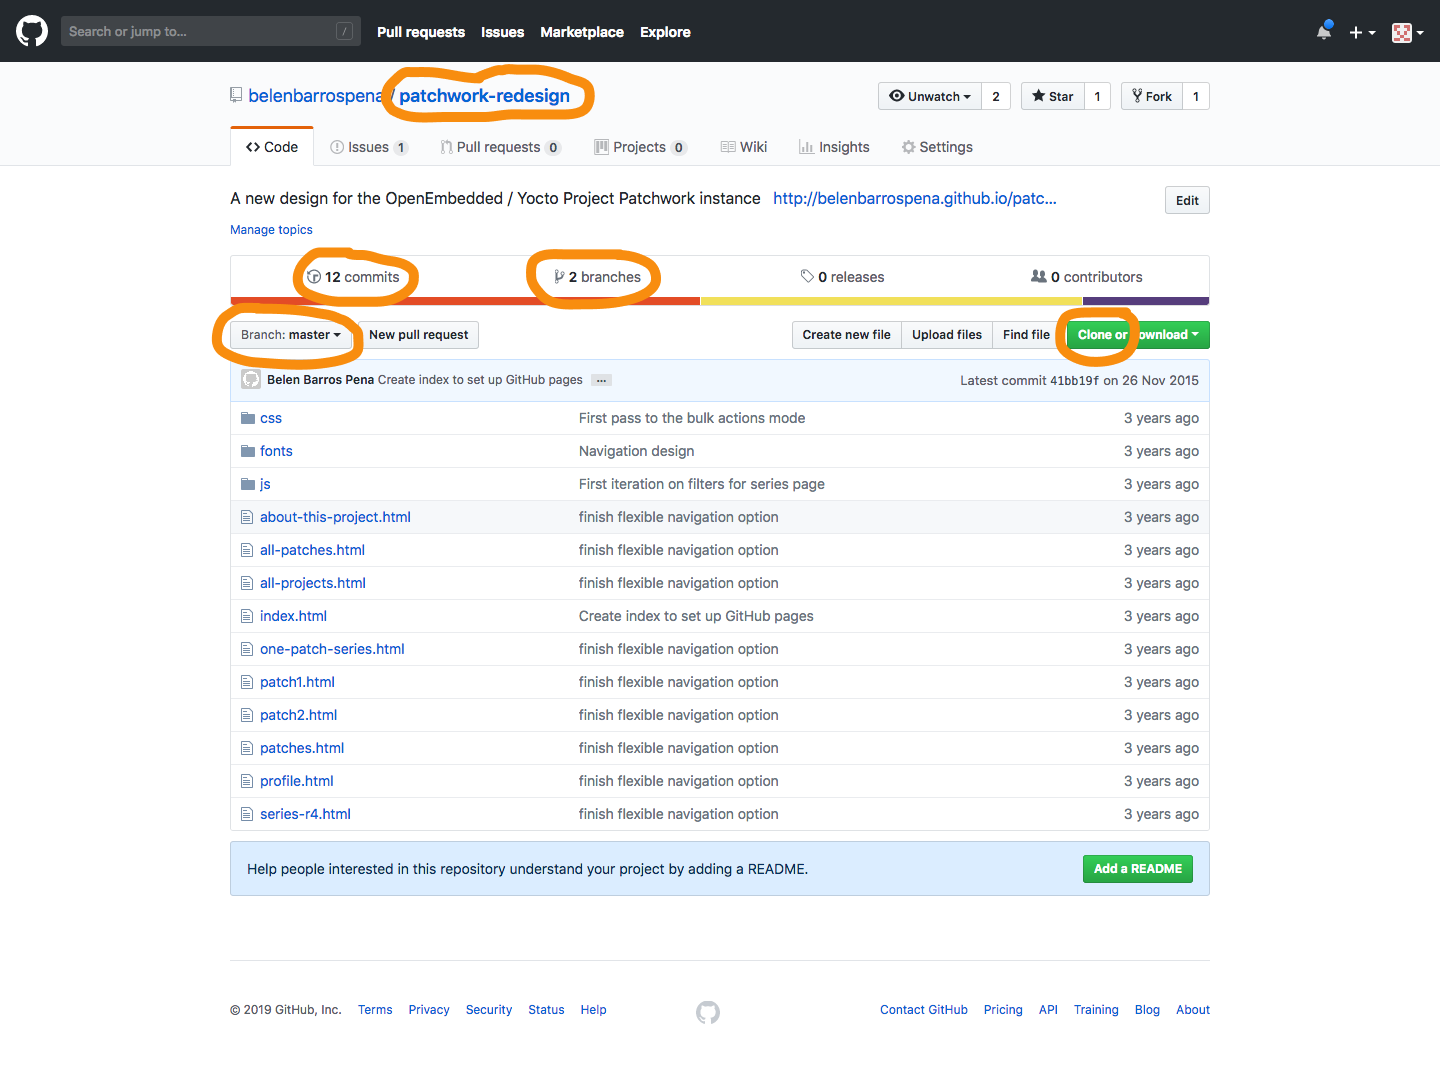 Search or jump to... /
Pull requests Issues Marketplace Explore
belenbarrospena / patchwork-redesign
Unwatch 2 Star 1 Fork 1
Code Issues 1 Pull requests 0 Projects 0 Wiki Insights Settings
A new design for the OpenEmbedded / Yocto Project Patchwork instance http://belenbarrospena.github.io/patc... Edit
Manage topics
12 commits 2 branches 0 releases 0 contributors
Branch: master New pull request Create new file Upload files Find file Clone or download
Belen Barros Pena Create index to set up GitHub pages ... Latest commit 41bb19f on 26 Nov 2015
css First pass to the bulk actions mode 3 years ago
fonts Navigation design 3 years ago
js First iteration on filters for series page 3 years ago
about-this-project.html finish flexible navigation option 3 years ago
all-patches.html finish flexible navigation option 3 years ago
all-projects.html finish flexible navigation option 3 years ago
index.html Create index to set up GitHub pages 3 years ago
one-patch-series.html finish flexible navigation option 3 years ago
patch1.html finish flexible navigation option 3 years ago
patch2.html finish flexible navigation option 3 years ago
patches.html finish flexible navigation option 3 years ago
profile.html finish flexible navigation option 3 years ago
series-r4.html finish flexible navigation option 3 years ago
Help people interested in this repository understand your project by adding a README. Add a README
© 2019 GitHub, Inc. Terms Privacy Security Status Help Contact GitHub Pricing API Training Blog About